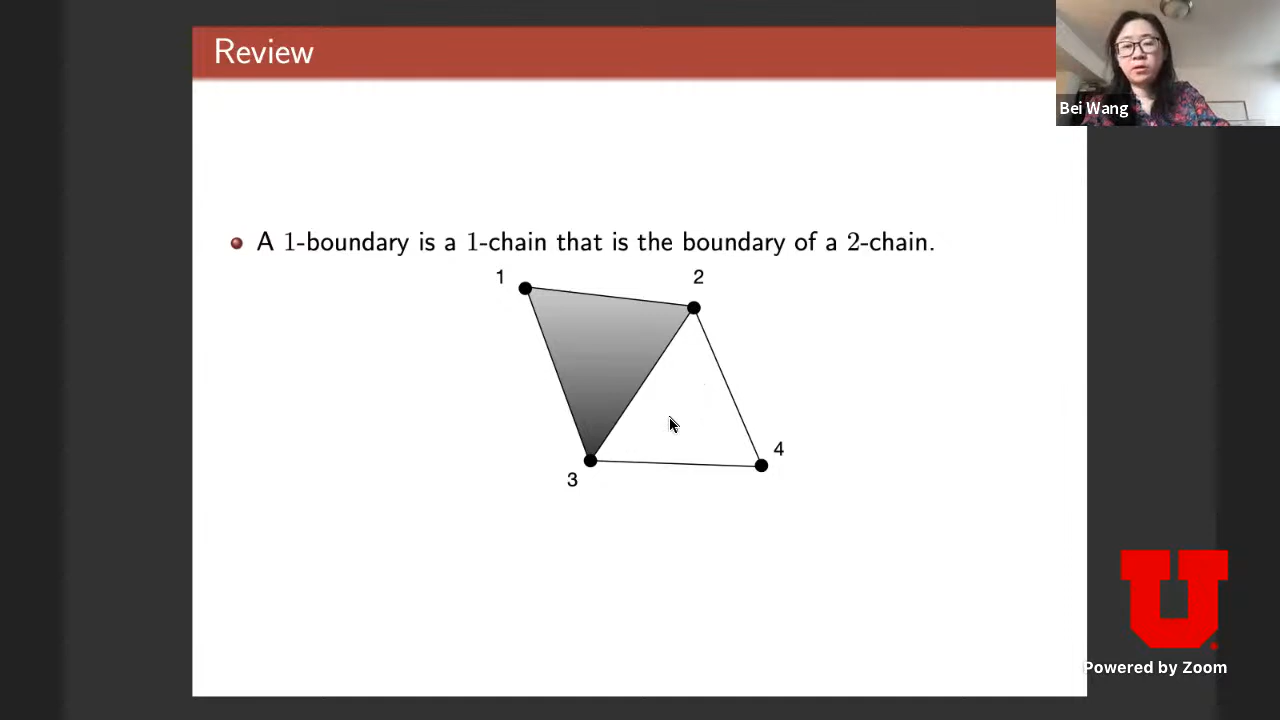 Review
Bei Wang
A 1-boundary is a 1-chain that is the boundary of a 2-chain.
1
2
4
3
U
Powered by Zoom